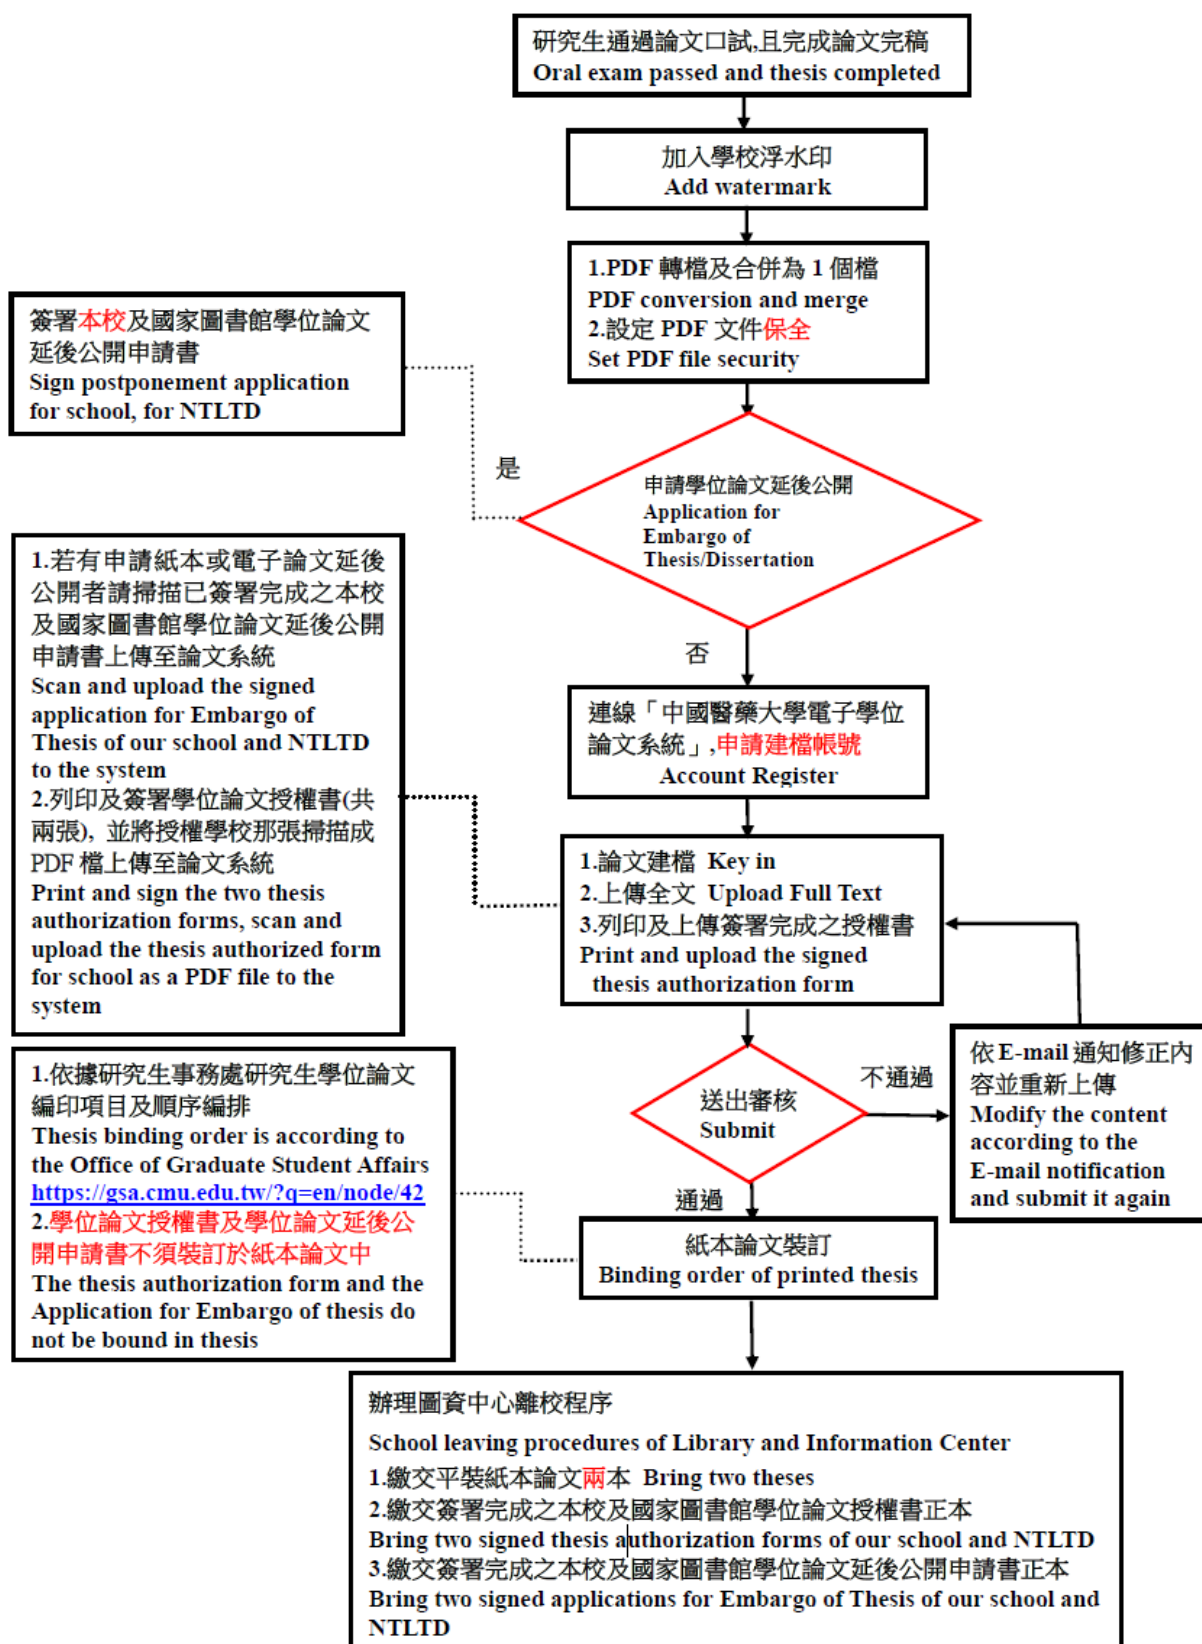 研究生通過論文口試,且完成論文完稿
Oral exam passed and thesis completed
加入學校浮水印
Add watermark
1.PDF 轉檔及合併為 1 個檔
PDF conversion and merge
2.設定 PDF 文件保全
Set PDF file security
簽署本校及國家圖書館學位論文
延後公開申請書
Sign postponement application
for school, for NTLTD
是
申請學位論文延後公開
Application for
Embargo of
Thesis/Dissertation
否
連線「中國醫藥大學電子學位
論文系統」,申請建檔帳號
Account Register
1.若有申請紙本或電子論文延後
公開者請掃描已簽署完成之本校
及國家圖書館學位論文延後公開
申請書上傳至論文系統
Scan and upload the signed
application for Embargo of
Thesis of our school and NTLTD
to the system
2.列印及簽署學位論文授權書(共
兩張), 並將授權學校那張掃描成
PDF 檔上傳至論文系統
Print and sign the two thesis
authorization forms, scan and
upload the thesis authorized form
for school as a PDF file to the
system
1.論文建檔 Key in
2.上傳全文 Upload Full Text
3.列印及上傳簽署完成之授權書
Print and upload the signed
thesis authorization form
送出審核
Submit
不通過
依 E-mail 通知修正內
容並重新上傳
Modify the content
according to the
E-mail notification
and submit it again
通過
1.依據研究生事務處研究生學位論文
編印項目及順序編排
Thesis binding order is according to
the Office of Graduate Student Affairs
https://gsa.cmu.edu.tw/?q=en/node/42
2.學位論文授權書及學位論文延後公
開申請書不須裝訂於紙本論文中
The thesis authorization form and the
Application for Embargo of thesis do
not be bound in thesis
紙本論文裝訂
Binding order of printed thesis
辦理圖資中心離校程序
School leaving procedures of Library and Information Center
1.繳交平裝紙本論文兩本 Bring two theses
2.繳交簽署完成之本校及國家圖書館學位論文授權書正本
Bring two signed thesis authorization forms of our school and NTLTD
3.繳交簽署完成之本校及國家圖書館學位論文延後公開申請書正本
Bring two signed applications for Embargo of Thesis of our school and
NTLTD